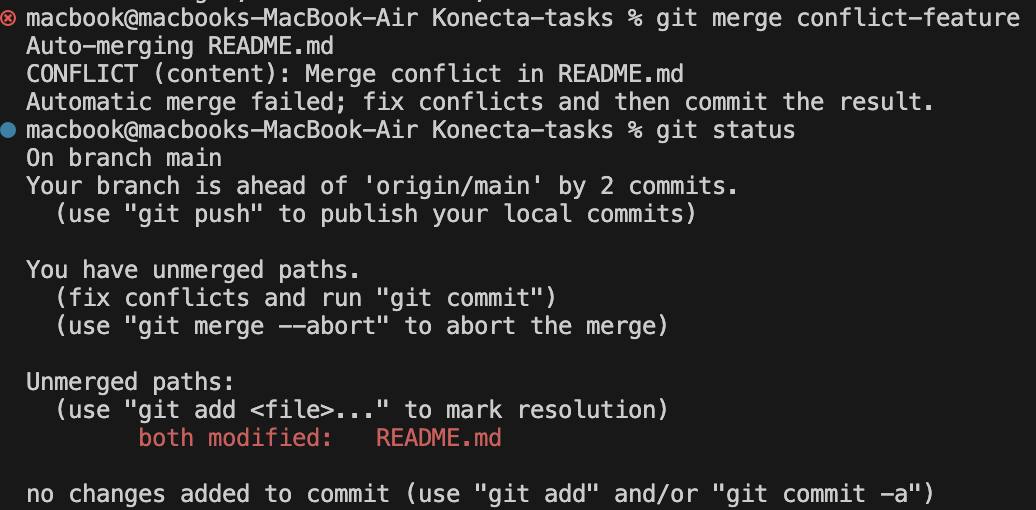 macbook@macbooks-MacBook-Air Konecta-tasks % git merge conflict-feature
Auto-merging README.md
CONFLICT (content): Merge conflict in README.md
Automatic merge failed; fix conflicts and then commit the result.
macbook@macbooks-MacBook-Air Konecta-tasks % git status
On branch main
Your branch is ahead of 'origin/main' by 2 commits.
  (use "git push" to publish your local commits)

You have unmerged paths.
  (fix conflicts and run "git commit")
  (use "git merge --abort" to abort the merge)

Unmerged paths:
  (use "git add <file>..." to mark resolution)
        both modified:   README.md

no changes added to commit (use "git add" and/or "git commit -a")